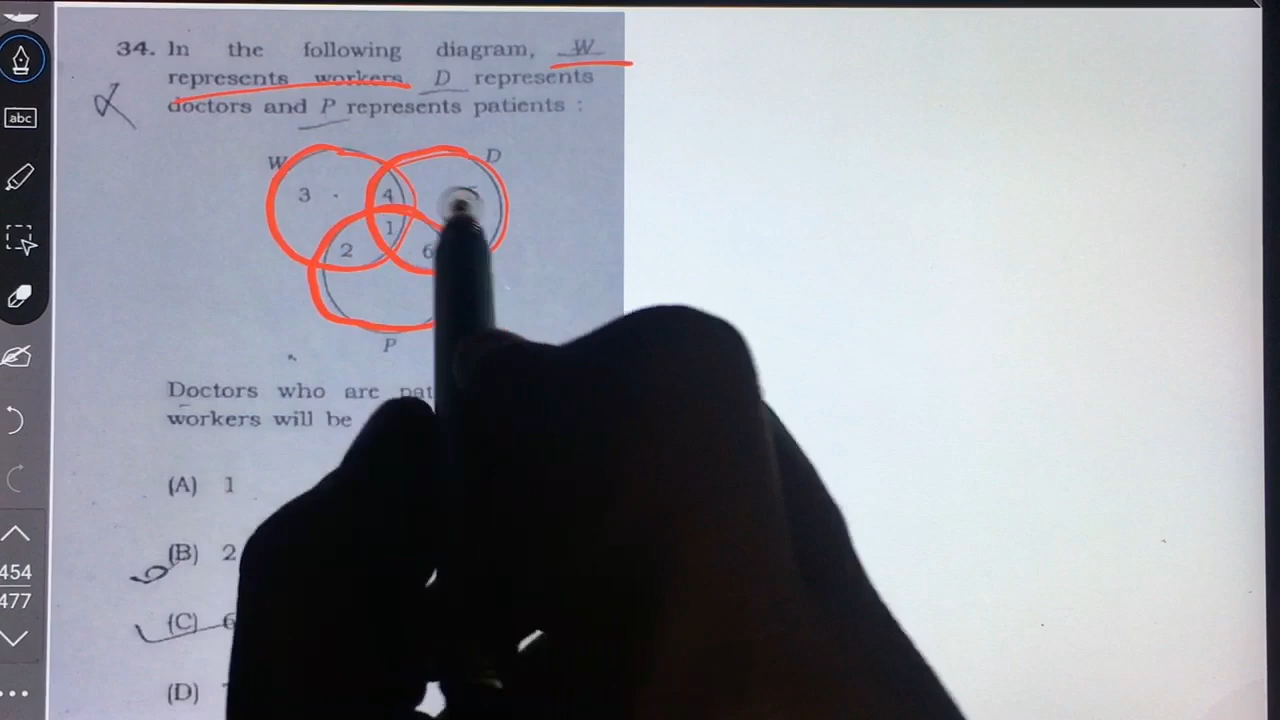 34. In the following diagram, W
represents workers D represents
doctors and P represents patients :
W
D
3
4
1
2
6
P
Doctors who are
workers will be
(A) 1
(B) 2
(C) 6
(D)
abc
454
477